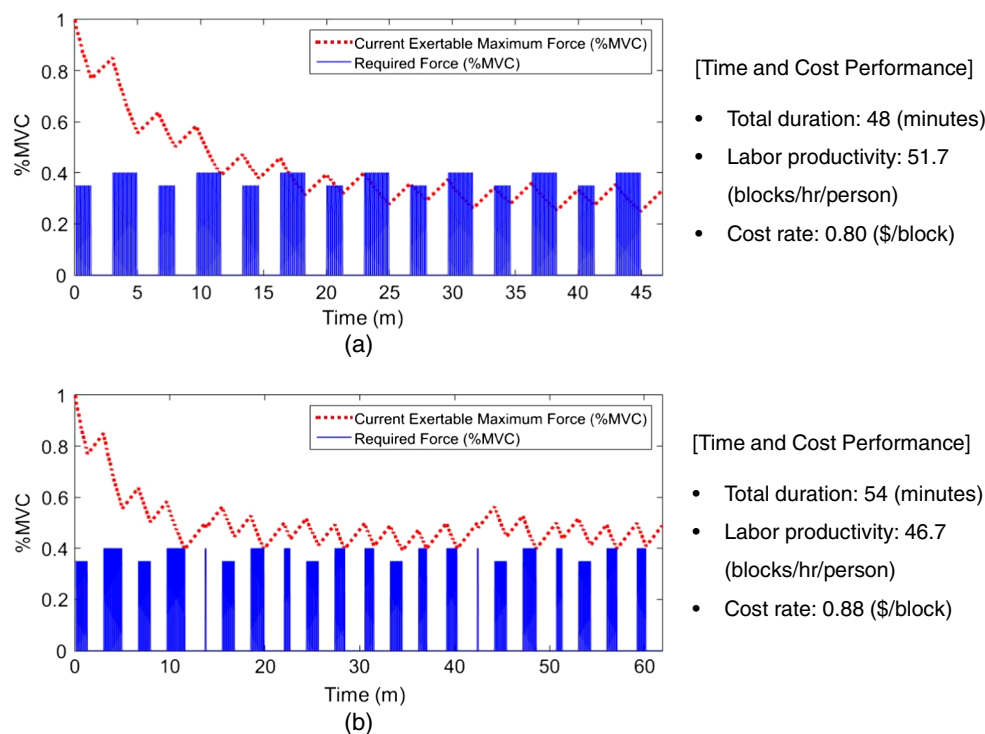 1
0.8
0.6
0.4
0.2
0
%MVC
Current Exertable Maximum Force (%MVC)
Required Force (%MVC)
0 5 10 15 20 25 30 35 40 45
Time (m)
(a)
[Time and Cost Performance]
• Total duration: 48 (minutes)
• Labor productivity: 51.7
(blocks/hr/person)
• Cost rate: 0.80 ($/block)
1
0.8
0.6
0.4
0.2
0
%MVC
Current Exertable Maximum Force (%MVC)
Required Force (%MVC)
0 10 20 30 40 50 60
Time (m)
(b)
[Time and Cost Performance]
• Total duration: 54 (minutes)
• Labor productivity: 46.7
(blocks/hr/person)
• Cost rate: 0.88 ($/block)